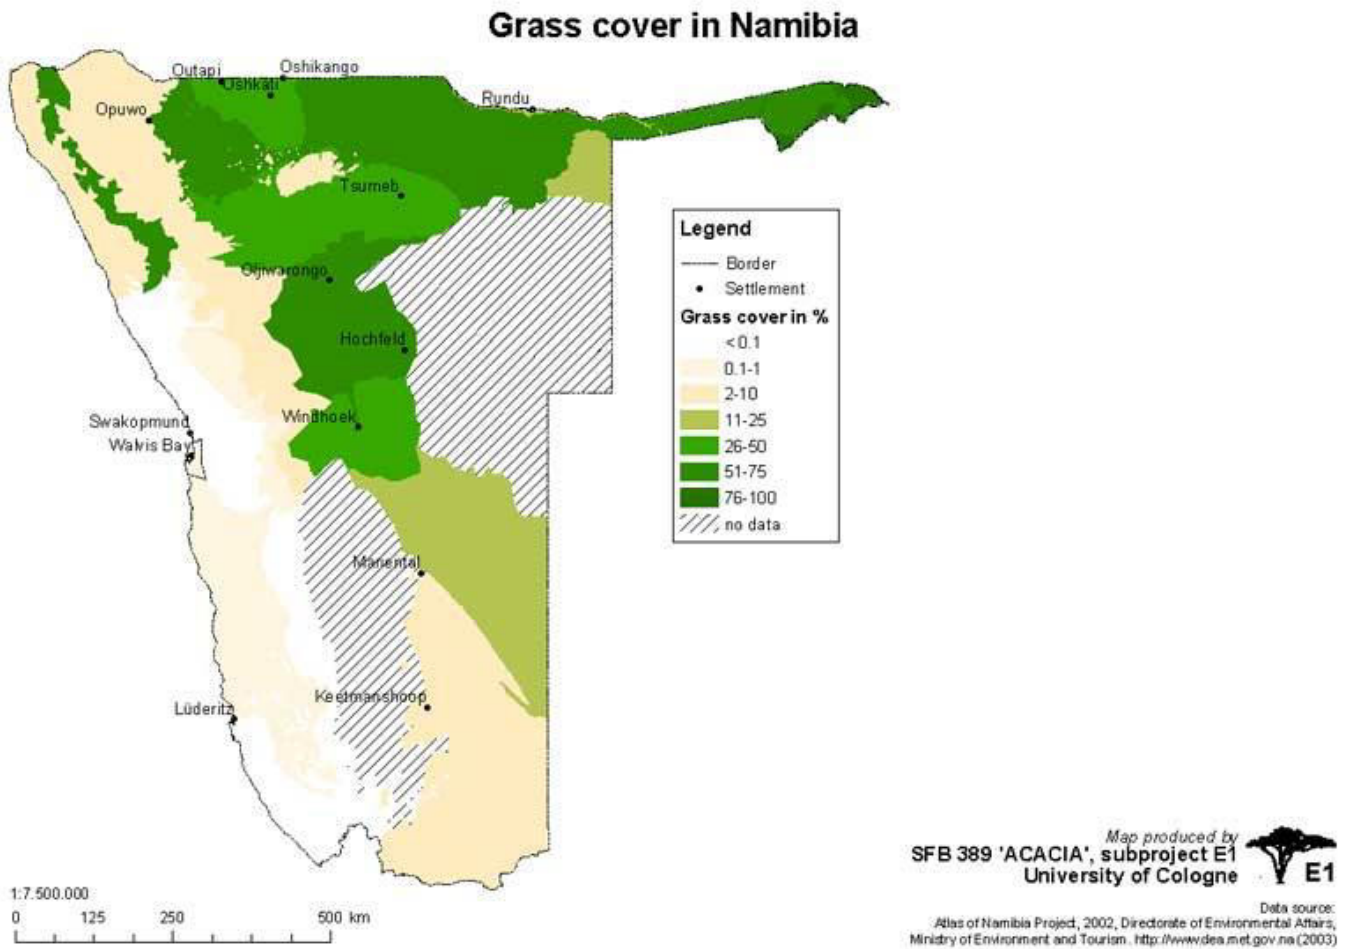 Grass cover in Namibia
Outapi
Oshikango
Oshkati
Opuwo
Rundu
Tsumeb
Otjiwarongo
Hochfeld
Windhoek
Swakopmund
Walvis Bay
Mariental
Keetmanshoop
Lüderitz
Legend
Border
Settlement
Grass cover in %
<0.1
0.1-1
2-10
11-25
26-50
51-75
76-100
no data
Map produced by
SFB 389 'ACACIA', subproject E1
University of Cologne
E1
Data source:
Atlas of Namibia Project, 2002, Directorate of Environmental Affairs,
Ministry of Environment and Tourism. http://www.dea.met.gov.na (2003)
1:7.500.000
0 125 250 500 km